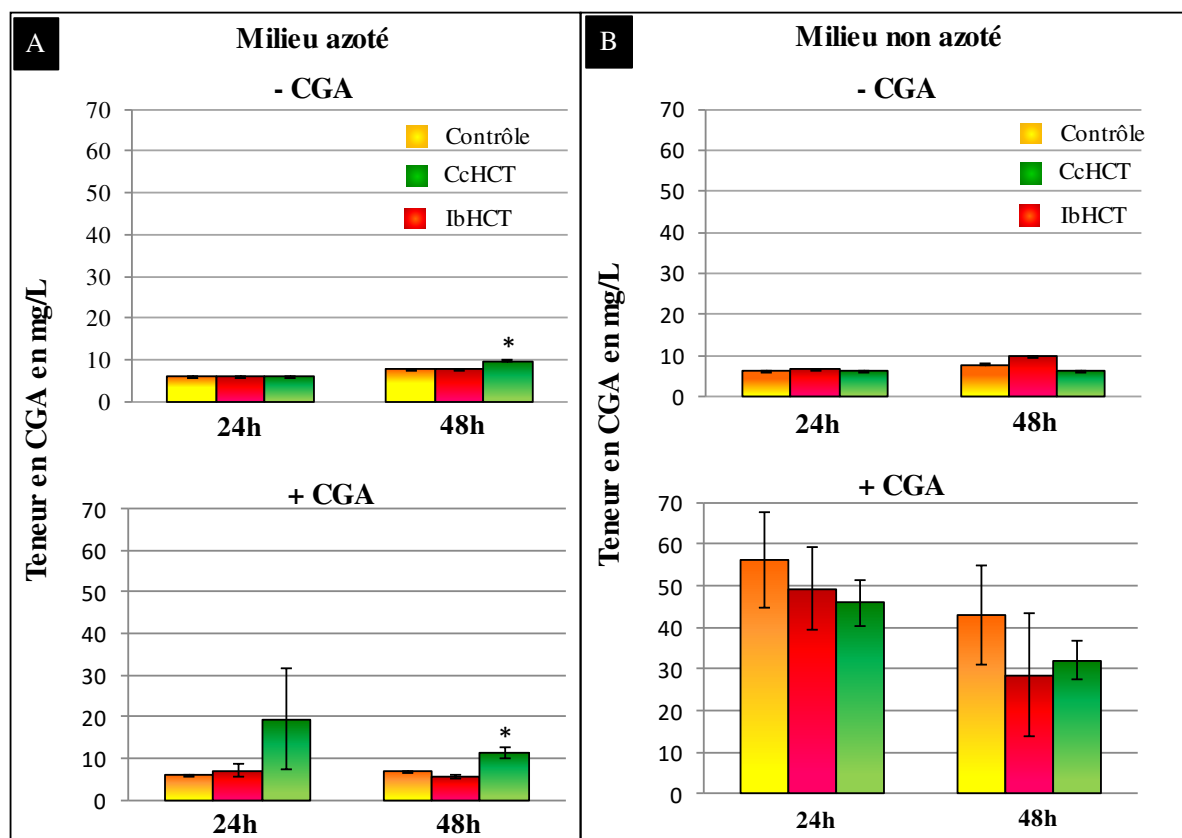 A
Milieu azoté
Teneur en CGA en mg/L
- CGA
70
60
50
40
30
20
10
0
Contrôle
CcHCT
IbHCT
*
24h
48h
+ CGA
70
60
50
40
30
20
10
0
*
24h
48h
B
Milieu non azoté
Teneur en CGA en mg/L
- CGA
70
60
50
40
30
20
10
0
Contrôle
CcHCT
IbHCT
24h
48h
+ CGA
70
60
50
40
30
20
10
0
24h
48h